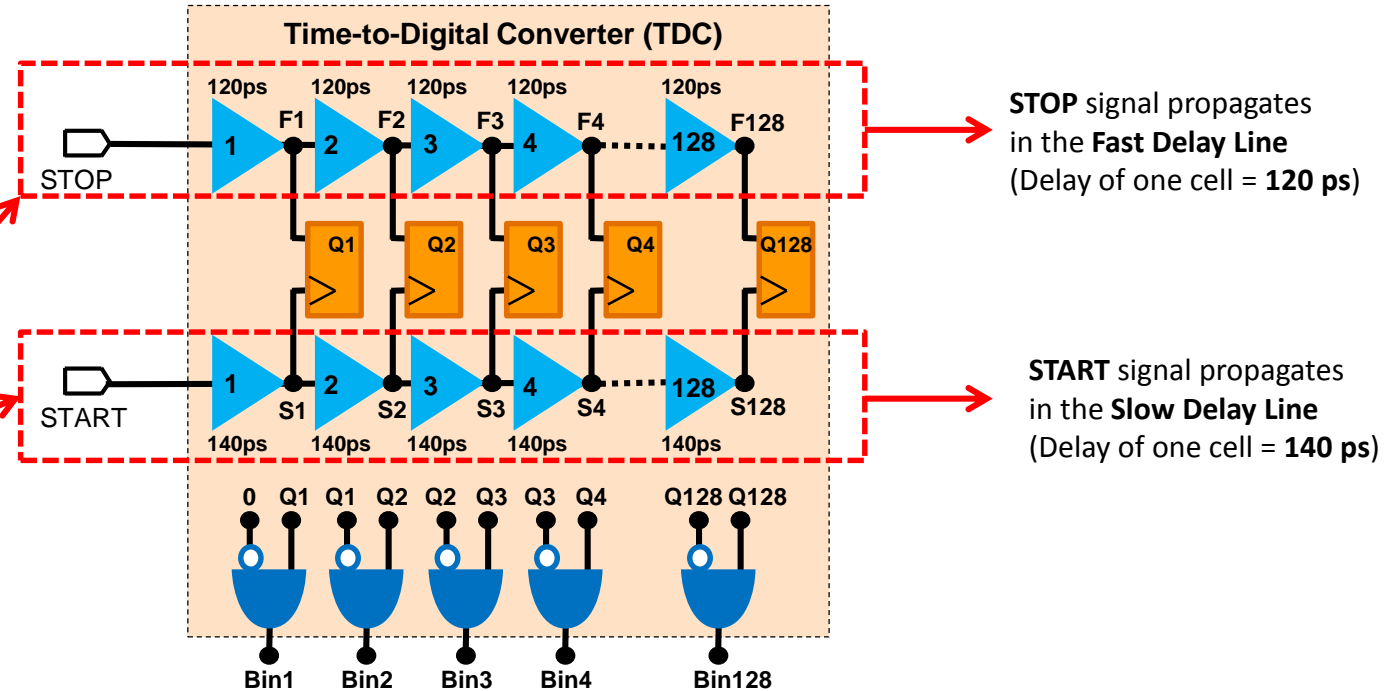 Time-to-Digital Converter (TDC)
120ps 120ps 120ps 120ps 120ps
F1 F2 F3 F4 F128
1 2 3 4 128
STOP
Q1 Q2 Q3 Q4 Q128
1 2 3 4 128
START
S1 S2 S3 S4 S128
140ps 140ps 140ps 140ps 140ps
0 Q1 Q1 Q2 Q2 Q3 Q3 Q4 Q128 Q128
Bin1 Bin2 Bin3 Bin4 Bin128
STOP signal propagates
in the Fast Delay Line
(Delay of one cell = 120 ps)
START signal propagates
in the Slow Delay Line
(Delay of one cell = 140 ps)